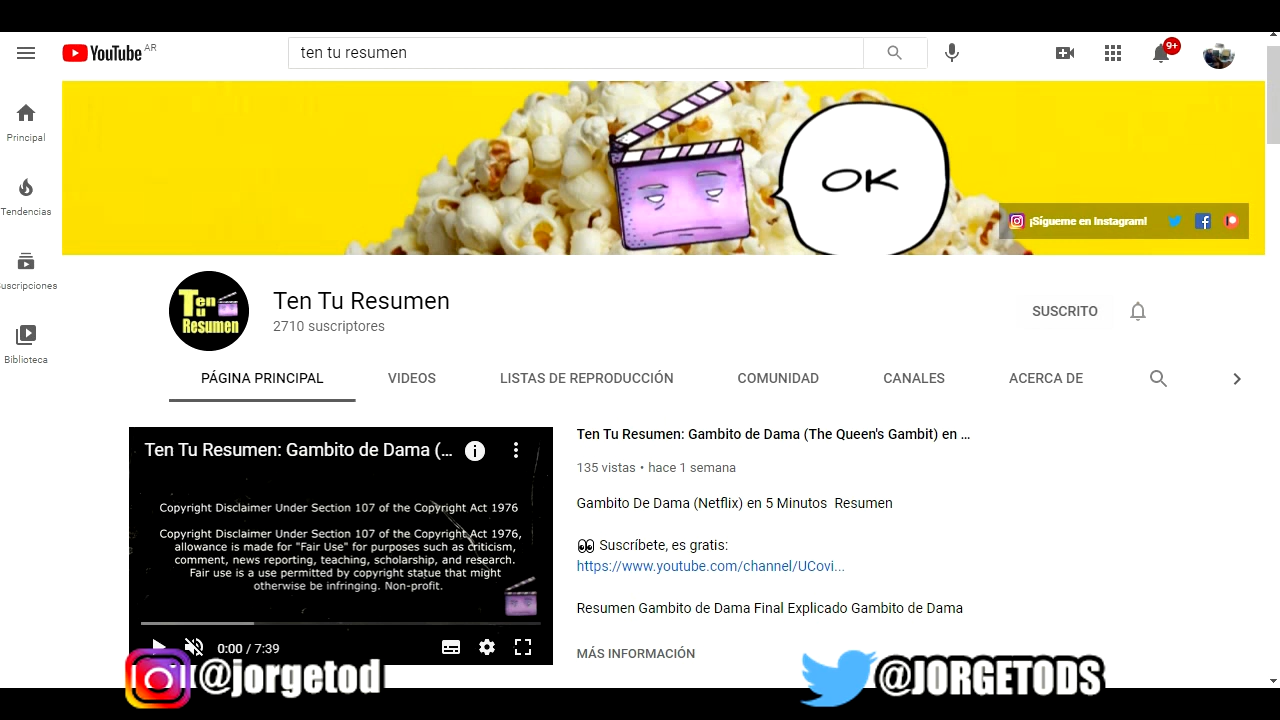 YouTube AR
ten tu resumen
9+
Principal
Tendencias
uscripciones
Biblioteca
OK
¡Sígueme en Instagram!
Ten Tu Resumen
Ten Tu Resumen
2710 suscriptores
SUSCRITO
PÁGINA PRINCIPAL VIDEOS LISTAS DE REPRODUCCIÓN COMUNIDAD CANALES ACERCA DE
Ten Tu Resumen: Gambito de Dama (...
Copyright Disclaimer Under Section 107 of the Copyright Act 1976
Copyright Disclaimer Under Section 107 of the Copyright Act 1976,
allowance is made for "Fair Use" for purposes such as criticism,
comment, news reporting, teaching, scholarship, and research.
Fair use is a use permitted by copyright statue that might
otherwise be infringing. Non-profit.
0:00 / 7:39
Ten Tu Resumen: Gambito de Dama (The Queen's Gambit) en ...
135 vistas • hace 1 semana
Gambito De Dama (Netflix) en 5 Minutos Resumen
👀 Suscríbete, es gratis:
https://www.youtube.com/channel/UCovi...
Resumen Gambito de Dama Final Explicado Gambito de Dama
MÁS INFORMACIÓN
@jorgetod
@JORGETODS